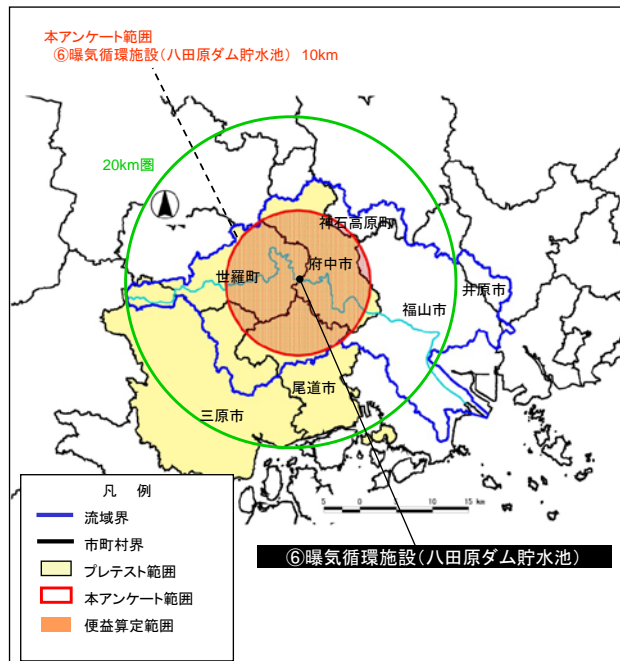 本アンケート範囲
⑥曝気循環施設(八田原ダム貯水池) 10km
20km圏
神石高原町
府中市
世羅町
井原市
福山市
尾道市
三原市
5 0 5 10 15 km
凡 例
流域界
市町村界
プレテスト範囲
本アンケート範囲
便益算定範囲
⑥曝気循環施設(八田原ダム貯水池)